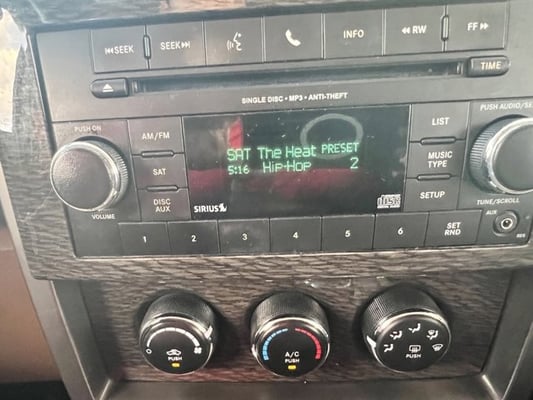 SEEK
SEEK
INFO
RW
FF
TIME
SINGLE DISC • MP3 • ANTI-THEFT
PUSH ON
VOLUME
AM/FM
SAT
DISC
AUX
SAT The Heat PRESET
5:16 Hip-Hop 2
SIRIUS
disc
LIST
MUSIC
TYPE
SETUP
PUSH AUDIO/SE
TUNE/SCROLL
AUX
1
2
3
4
5
6
SET
RND
PUSH
A/C
PUSH
PUSH